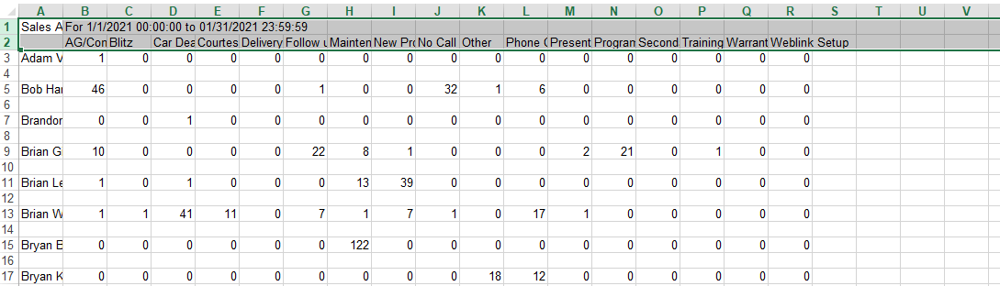 A B C D E F G H I J K L M N O P Q R S T U V
1 Sales A For 1/1/2021 00:00:00 to 01/31/2021 23:59:59
2 AG/Con Blitz Car Dea Courtes Delivery Follow u Mainten New Pro No Call Other Phone C Present Program Second Training Warrant Weblink Setup
3 Adam V 1 0 0 0 0 0 0 0 0 0 0 0 0 0 0 0 0
4
5 Bob Har 46 0 0 0 0 1 0 0 32 1 6 0 0 0 0 0 0
6
7 Brandon 0 0 1 0 0 0 0 0 0 0 0 0 0 0 0 0 0
8
9 Brian G 10 0 0 0 0 22 8 1 0 0 0 2 21 0 1 0 0
10
11 Brian Le 1 0 1 0 0 0 13 39 0 0 0 0 0 0 0 0 0
12
13 Brian W 1 1 41 11 0 7 1 7 1 0 17 1 0 0 0 0 0
14
15 Bryan E 0 0 0 0 0 0 122 0 0 0 0 0 0 0 0 0 0
16
17 Bryan K 0 0 0 0 0 0 0 0 0 18 12 0 0 0 0 0 0